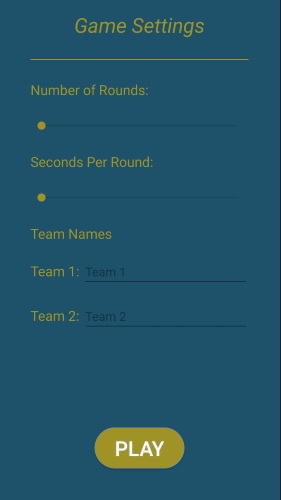 Game Settings
Number of Rounds:
Seconds Per Round:
Team Names
Team 1: Team 1
Team 2: Team 2
PLAY